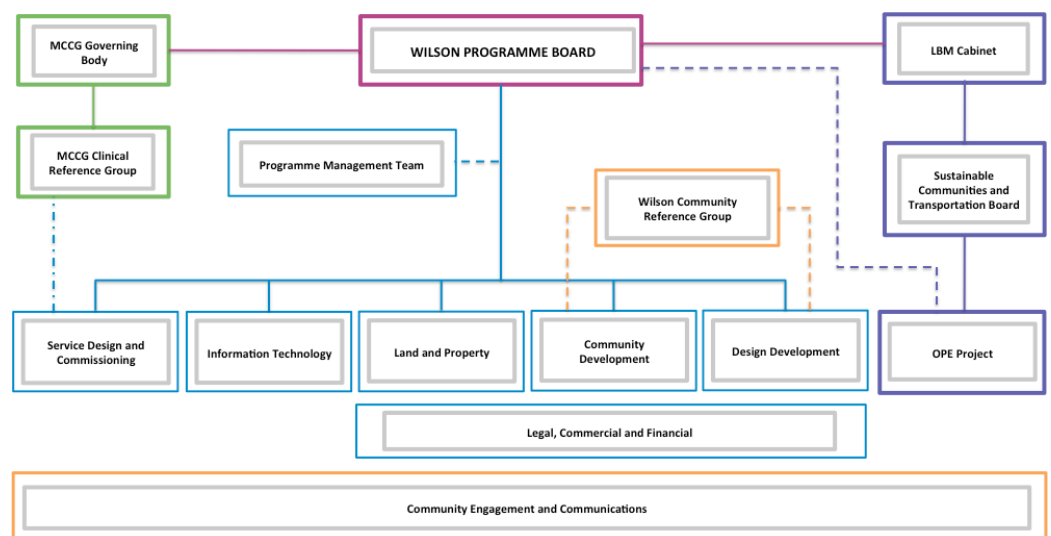 MCCG Governing
Body
WILSON PROGRAMME BOARD
LBM Cabinet
MCCG Clinical
Reference Group
Programme Management Team
Wilson Community
Reference Group
Sustainable
Communities and
Transportation Board
Service Design and
Commissioning
Information Technology
Land and Property
Community
Development
Design Development
OPE Project
Legal, Commercial and Financial
Community Engagement and Communications